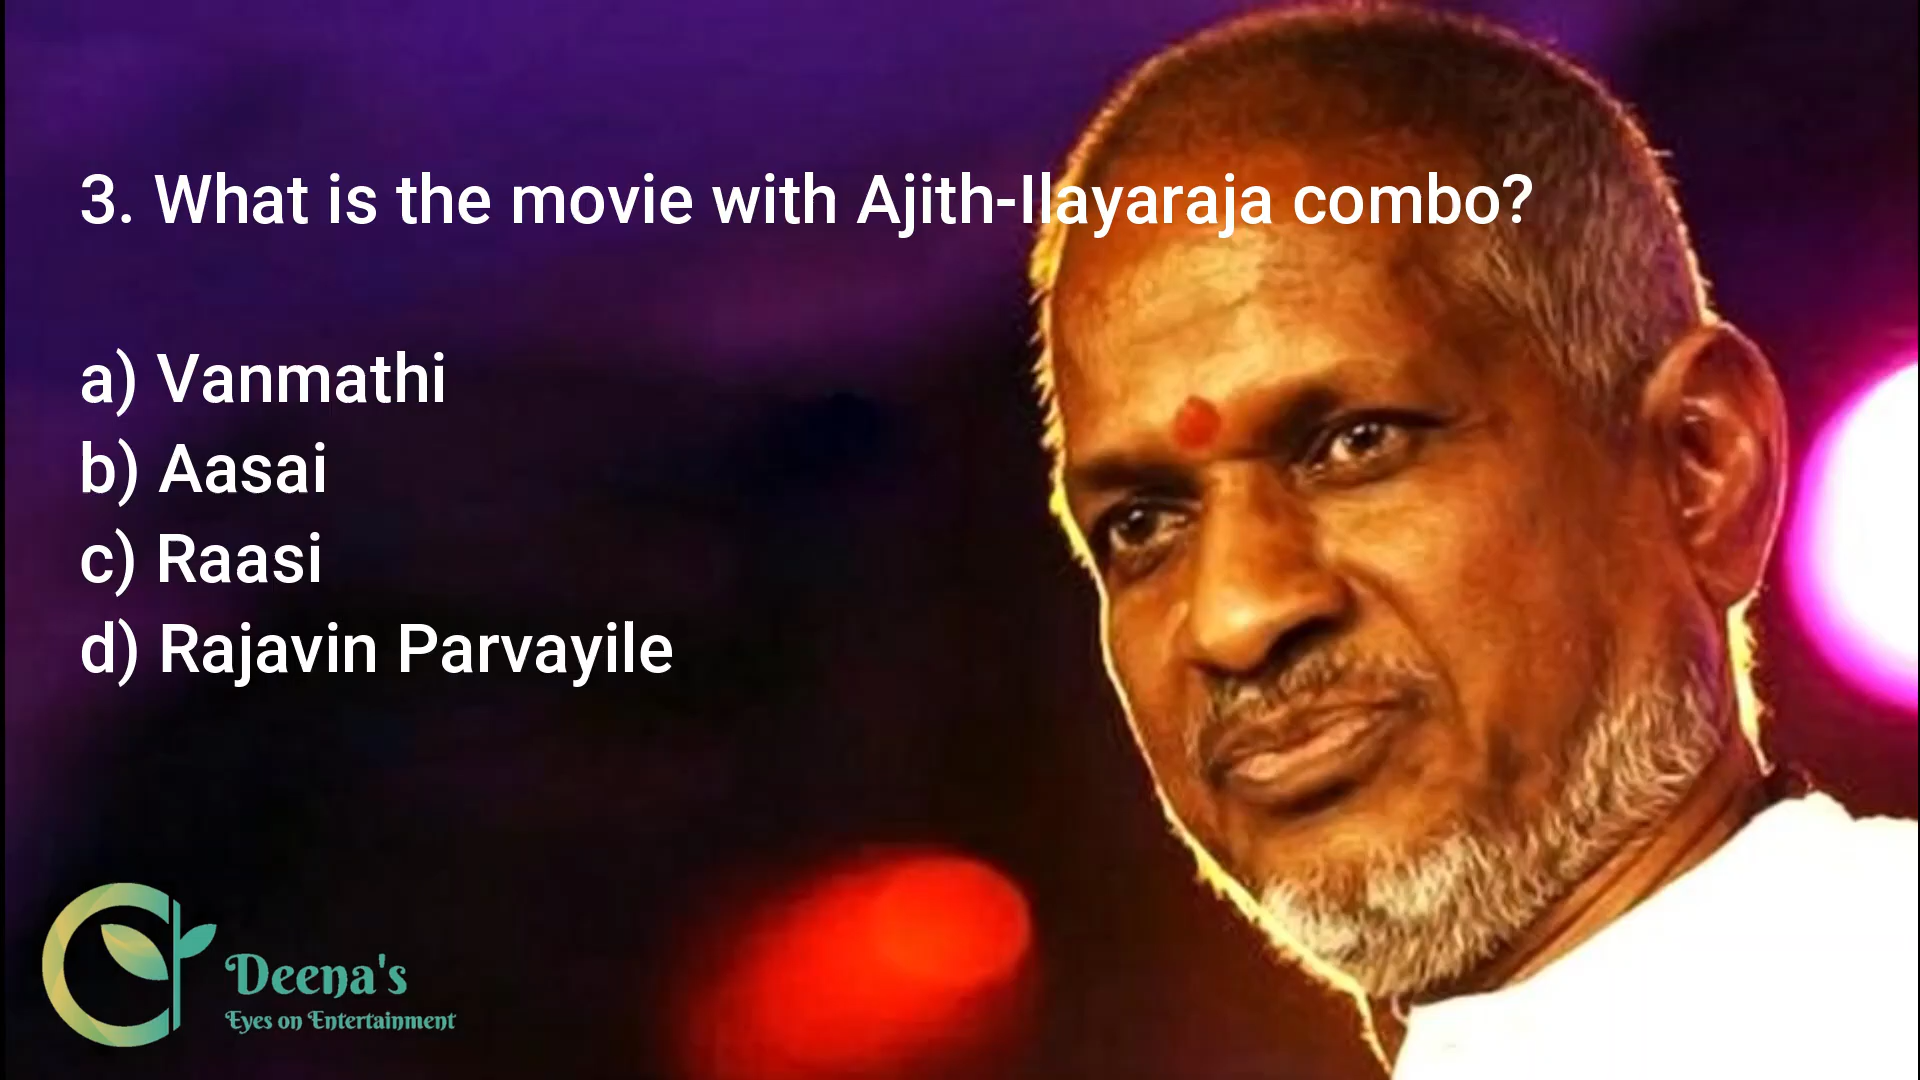 3. What is the movie with Ajith-Ilayaraja combo?
a) Vanmathi
b) Aasai
c) Raasi
d) Rajavin Parvayile
Deena's
Eyes on Entertainment